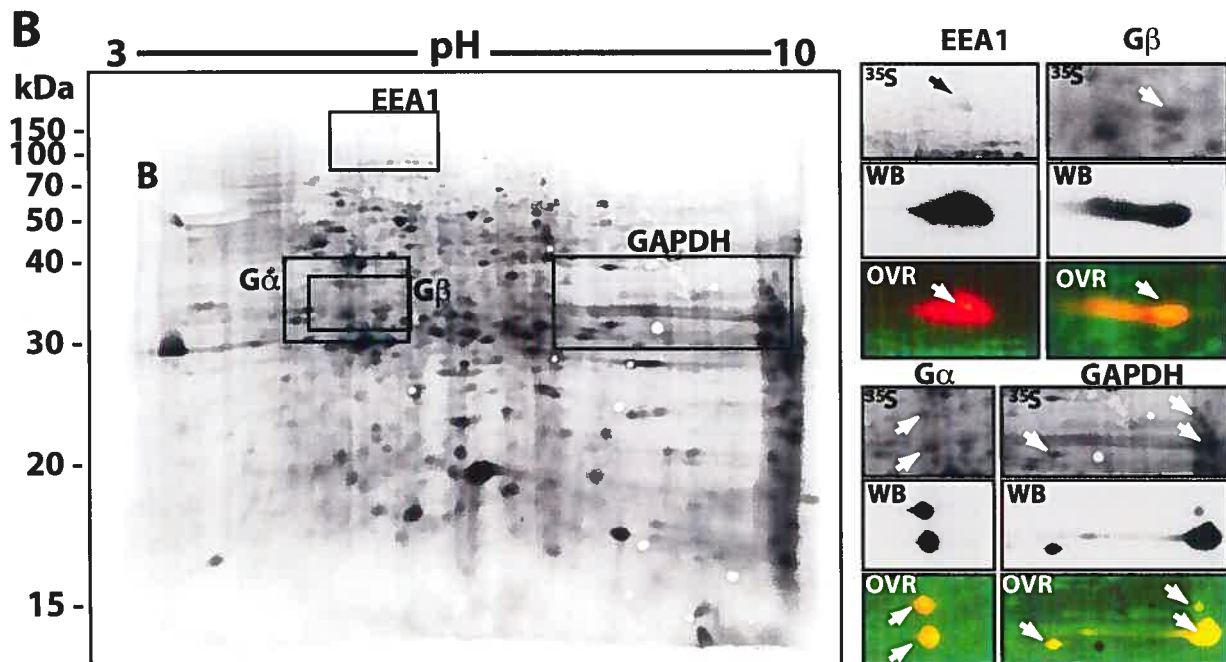 B
3 pH 10
kDa
150 -
100 -
70 -
50 -
40 -
30 -
20 -
15 -
EEA1
B
Gα
Gβ
GAPDH
EEA1 Gβ
³⁵S ³⁵S
WB WB
OVR OVR
Gα GAPDH
³⁵S ³⁵S
WB WB
OVR OVR